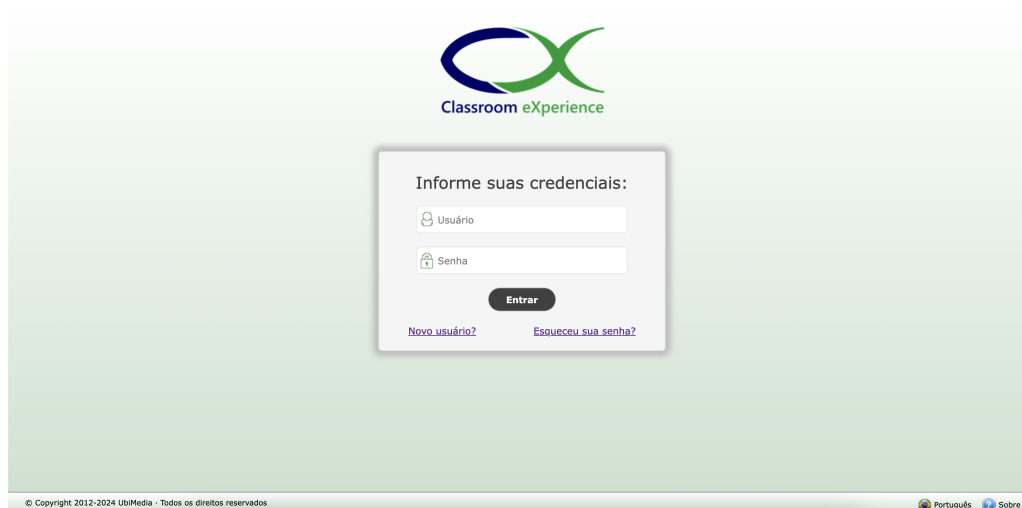 Classroom eXperience
Informe suas credenciais:
Usuário
Senha
Entrar
Novo usuário? Esqueceu sua senha?
© Copyright 2012-2024 UbiMedia · Todos os direitos reservados Português Sobre